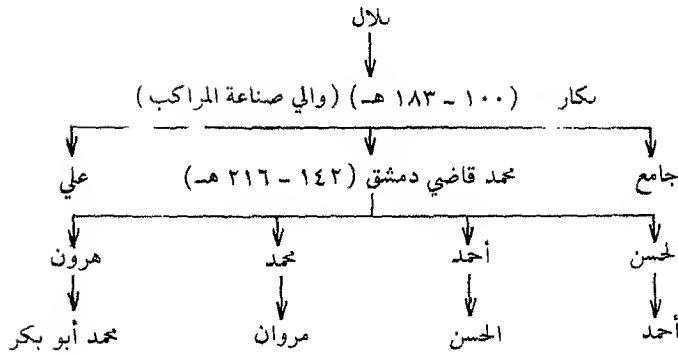 بلال
بكار (١٠٠ - ١٨٣ هـ) (والي صناعة المراكب)
جامع محمد قاضي دمشق (١٤٢ - ٢١٦ هـ) علي
الحسن أحمد محمد هرون
أحمد الحسن مروان محمد أبو بكر